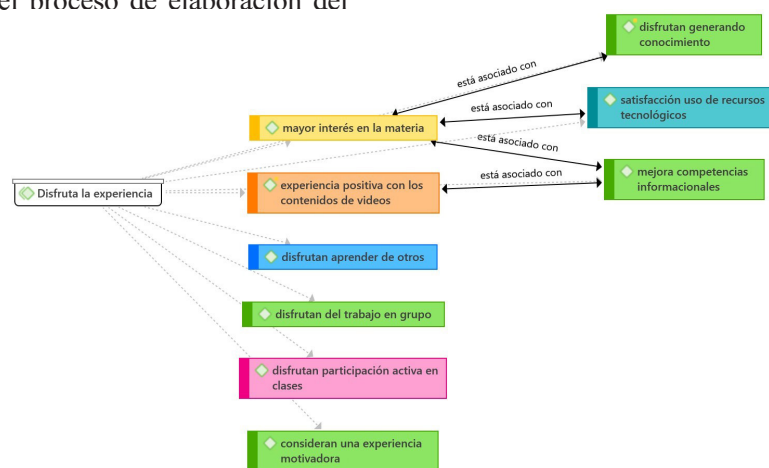 el proceso de elaboración del
disfrutan generando
conocimiento
está asociado con
satisfacción uso de recursos
tecnológicos
está asociado con
mayor interés en la materia
está asociado con
mejora competencias
informacionales
está asociado con
Disfruta la experiencia
experiencia positiva con los
contenidos de videos
disfrutan aprender de otros
disfrutan del trabajo en grupo
disfrutan participación activa en
clases
consideran una experiencia
motivadora